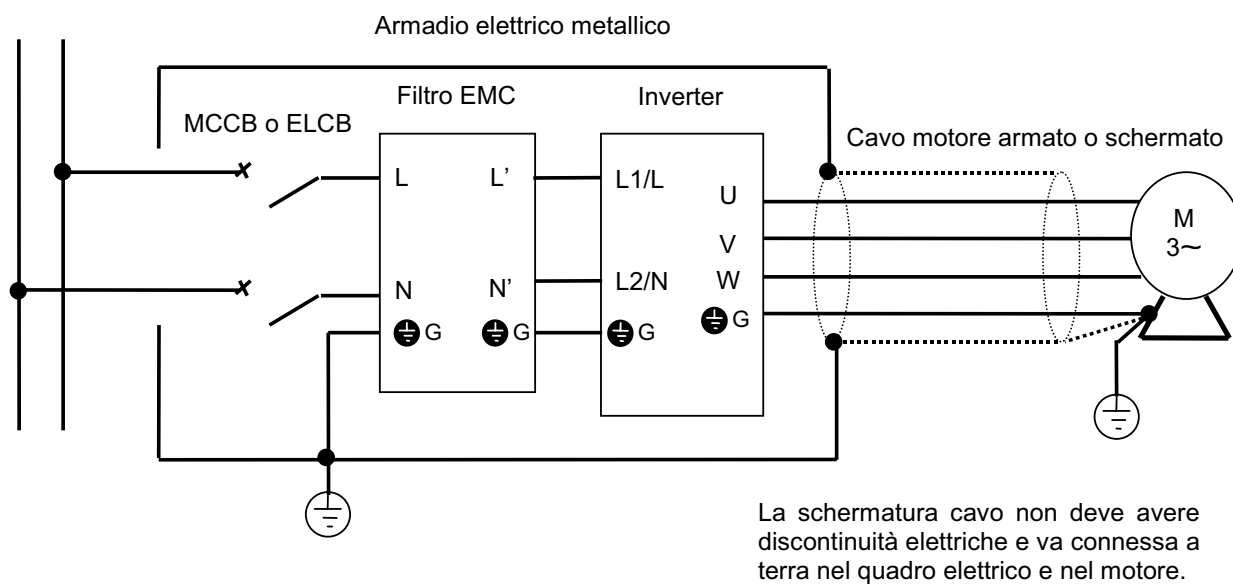 Armadio elettrico metallico
Filtro EMC
Inverter
MCCB o ELCB
Cavo motore armato o schermato
L
L’
L1/L
U
M
3~
V
N
N’
L2/N
W
G
G
G
G
La schermatura cavo non deve avere
discontinuità elettriche e va connessa a
terra nel quadro elettrico e nel motore.